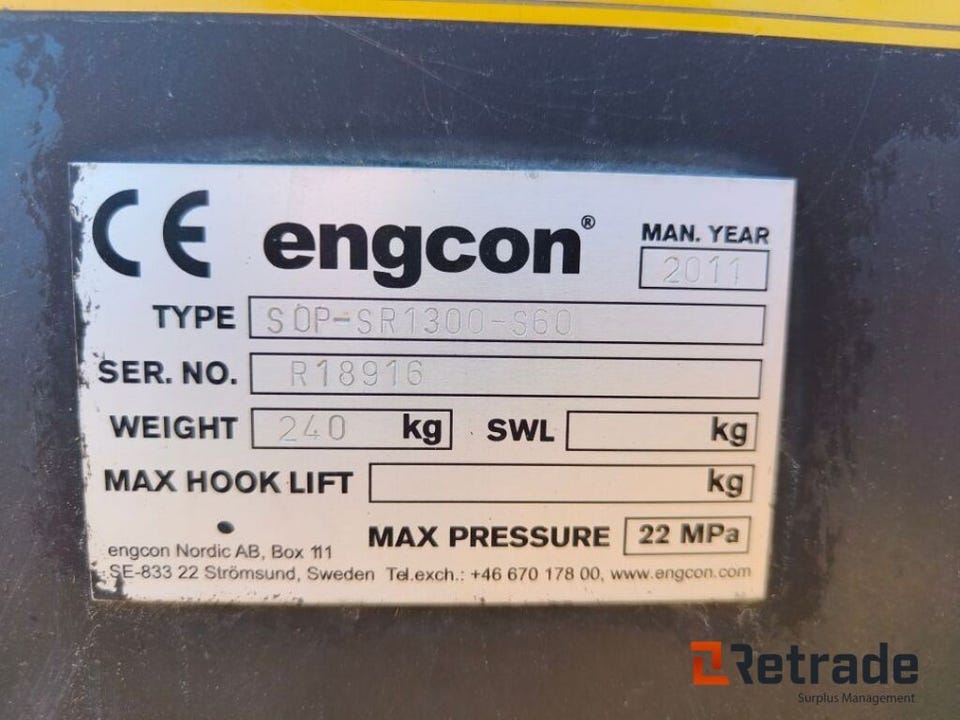 CE engcon® MAN. YEAR
2011
TYPE SOP-SR1300-S60
SER. NO. R18916
WEIGHT 240 kg SWL kg
MAX HOOK LIFT kg
MAX PRESSURE 22 MPa
engcon Nordic AB, Box 111
SE-833 22 Strömsund, Sweden Tel.exch.: +46 670 178 00, www.engcon.com
Retrade
Surplus Management